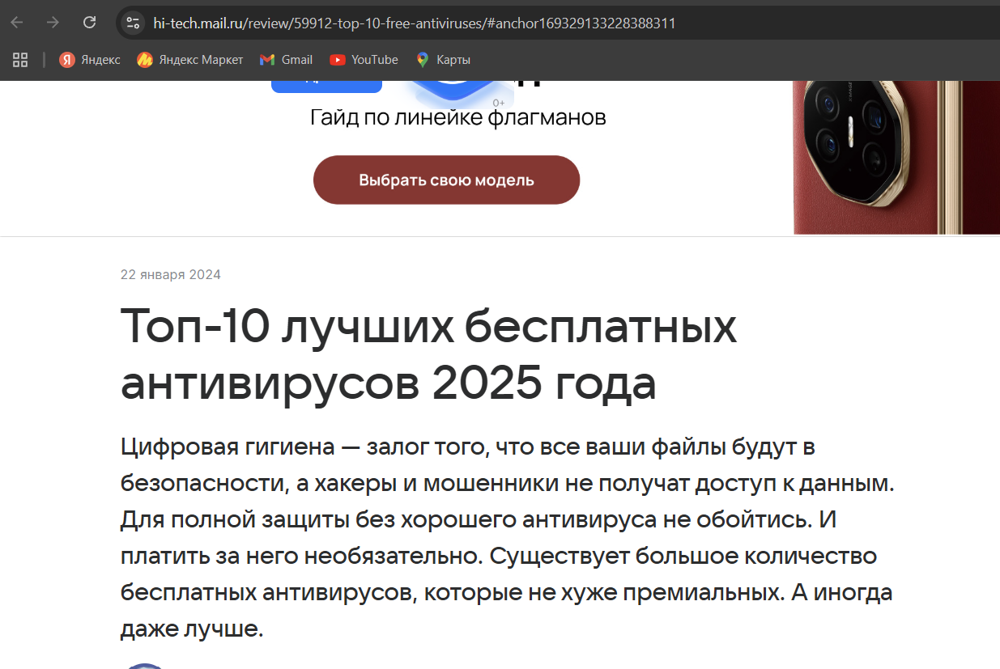 hi-tech.mail.ru/review/59912-top-10-free-antiviruses/#anchor169329133228388311
Яндекс Яндекс Маркет Gmail YouTube Карты
0+
Гайд по линейке флагманов
Выбрать свою модель
22 января 2024
Топ-10 лучших бесплатных
антивирусов 2025 года
Цифровая гигиена — залог того, что все ваши файлы будут в
безопасности, а хакеры и мошенники не получат доступ к данным.
Для полной защиты без хорошего антивируса не обойтись. И
платить за него необязательно. Существует большое количество
бесплатных антивирусов, которые не хуже премиальных. А иногда
даже лучше.